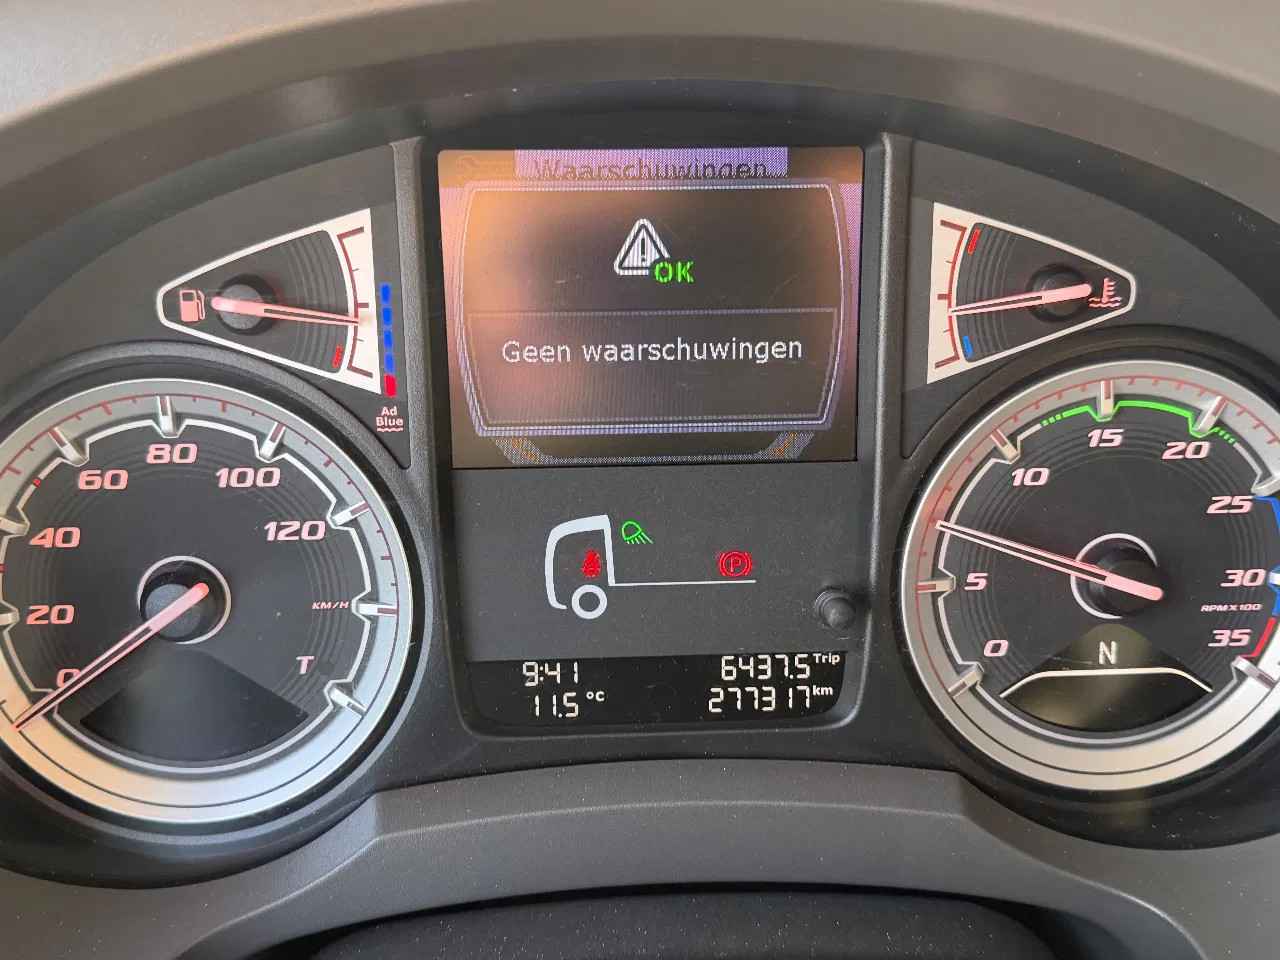 Waarschuwingen
OK
Geen waarschuwingen
Ad
Blue
0
20
40
60
80
100
120
KM/H
T
P
0
5
10
15
20
25
30
35
RPM X 100
N
9:41
6437.5 Trip
11.5 °C
277317 km